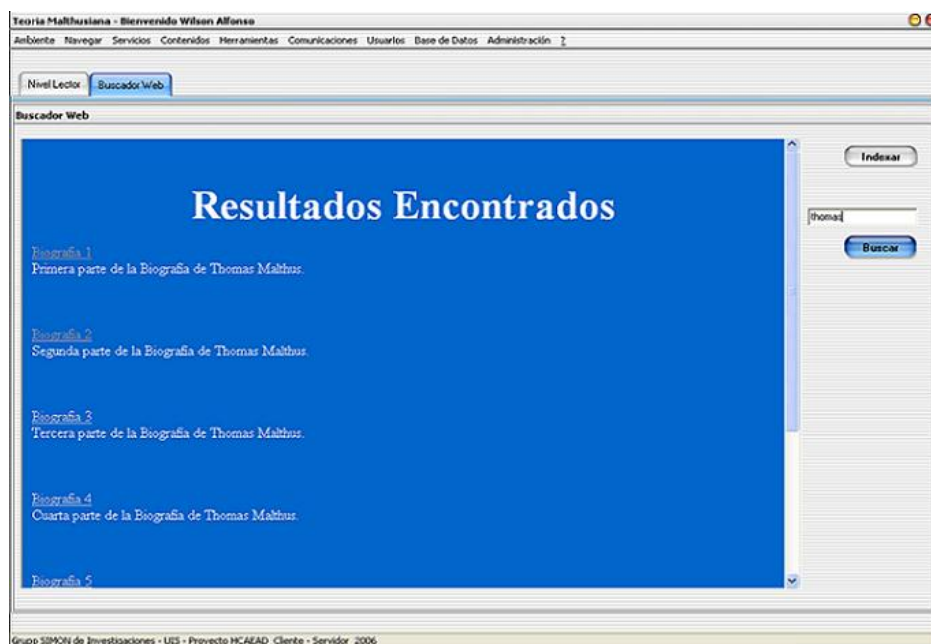 Teoria Malthusiana - Bienvenido Wilson Alfonso
Ambiente Navegar Servicios Contenidos Herramientas Comunicaciones Usuarios Base de Datos Administración ?
Nivel Lector Buscador Web
Buscador Web
Indexar
thomas
Buscar
Resultados Encontrados
Biografia 1
Primera parte de la Biografia de Thomas Malthus.
Biografia 2
Segunda parte de la Biografia de Thomas Malthus.
Biografia 3
Tercera parte de la Biografia de Thomas Malthus.
Biografia 4
Cuarta parte de la Biografia de Thomas Malthus.
Biografia 5
Grupo SIMON de Investigaciones - UIS - Proyecto HCAEAD Cliente - Servidor 2006